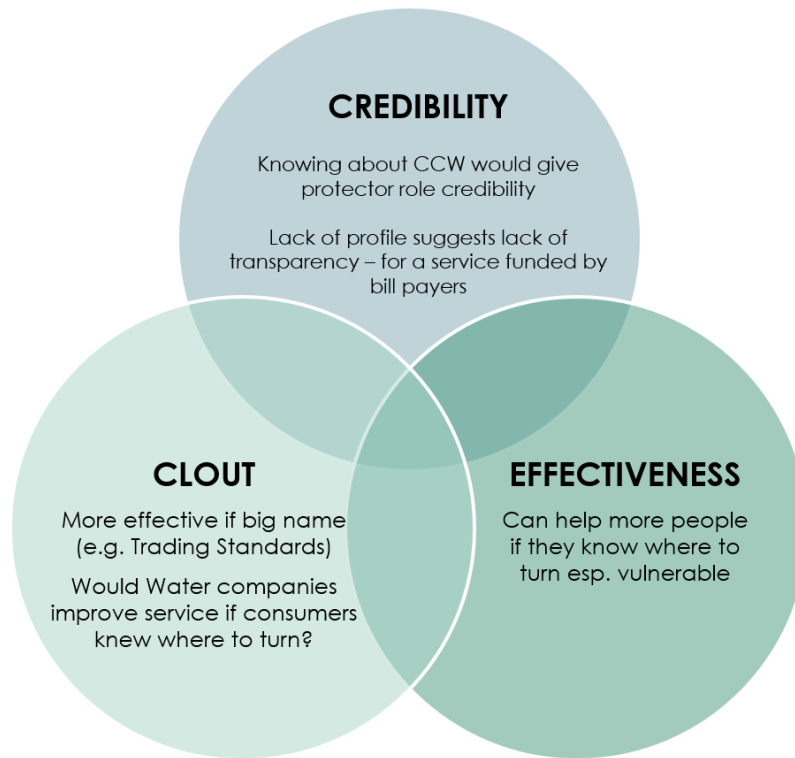 CREDIBILITY
Knowing about CCW would give
protector role credibility
Lack of profile suggests lack of
transparency – for a service funded by
bill payers
CLOUT
More effective if big name
(e.g. Trading Standards)
Would Water companies
improve service if consumers
knew where to turn?
EFFECTIVENESS
Can help more people
if they know where to
turn esp. vulnerable